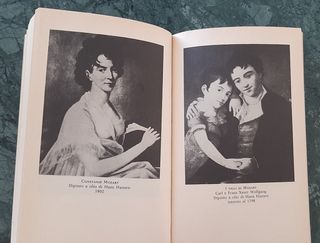 CONSTANZE MOZART
Dipinto a olio di Hans Hansen
1802
I FIGLI DI MOZART
Carl e Franz Xaver Wolfgang
Dipinto a olio di Hans Hansen
intorno al 1798